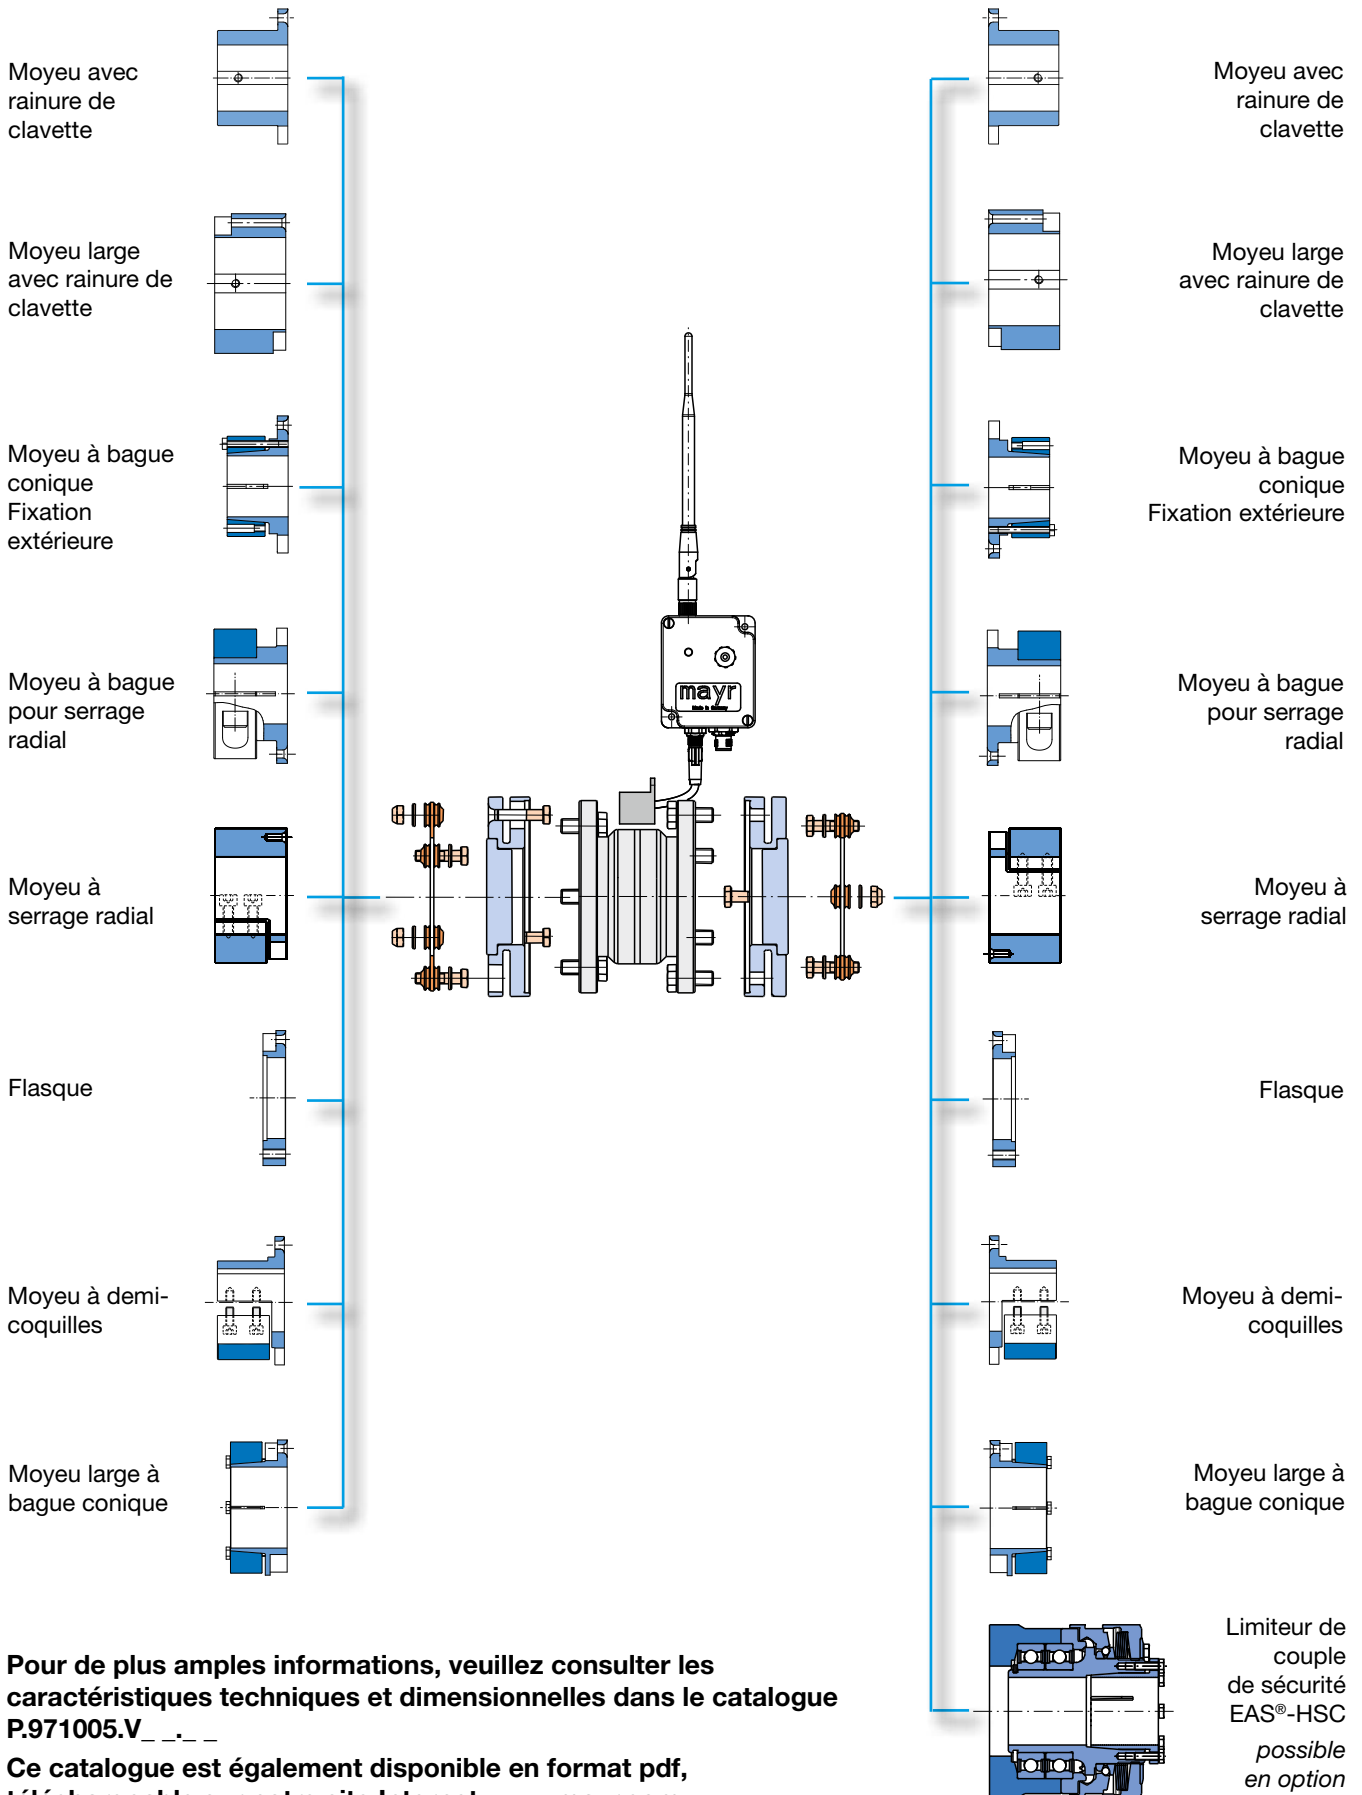 Moyeu avec
rainure de
clavette
Moyeu large
avec rainure de
clavette
Moyeu à bague
conique
Fixation
extérieure
Moyeu à bague
pour serrage
radial
Moyeu à
serrage radial
Flasque
Moyeu à demi-
coquilles
Moyeu large à
bague conique
mayr
Made in Germany
Moyeu avec
rainure de
clavette
Moyeu large
avec rainure de
clavette
Moyeu à bague
conique
Fixation extérieure
Moyeu à bague
pour serrage
radial
Moyeu à
serrage radial
Flasque
Moyeu à demi-
coquilles
Moyeu large à
bague conique
Limiteur de
couple
de sécurité
EAS®-HSC
possible
en option
Pour de plus amples informations, veuillez consulter les
caractéristiques techniques et dimensionnelles dans le catalogue
P.971005.V_ _._ _
Ce catalogue est également disponible en format pdf,